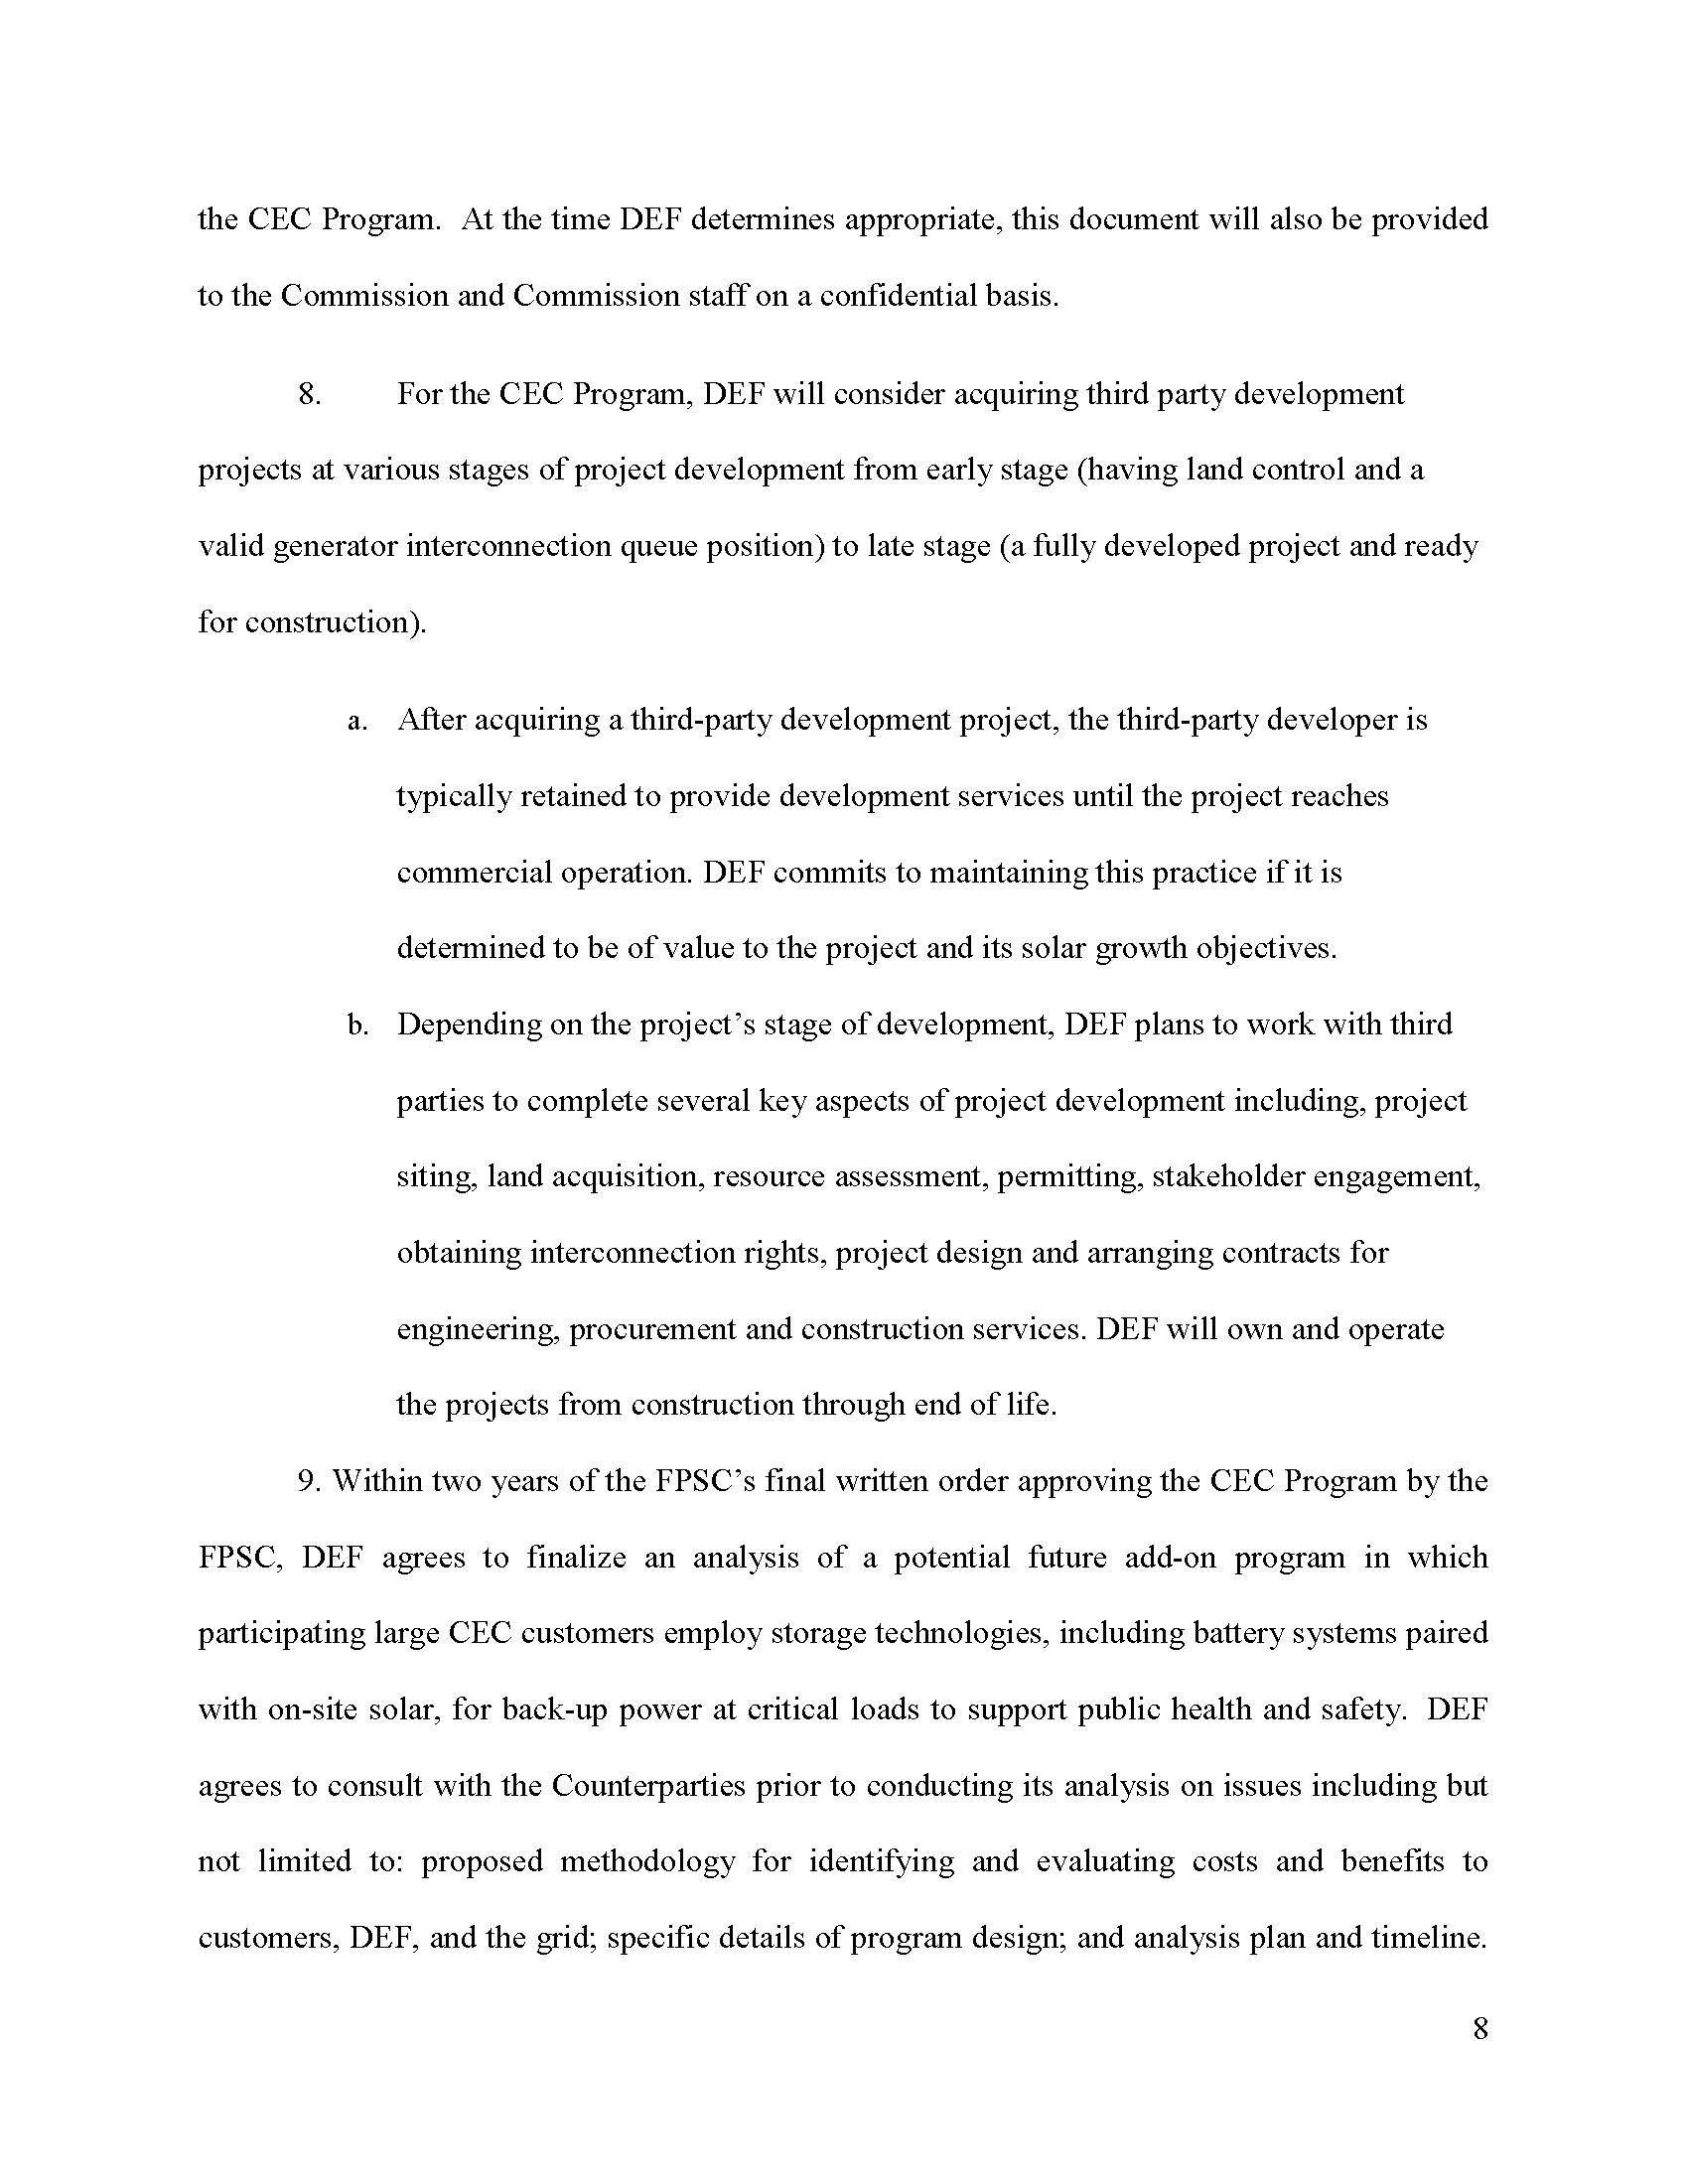 the CEC Program.  At the time DEF determines appropriate, this document will also be provided
to the Commission and Commission staff on a confidential basis.
8. For the CEC Program, DEF will consider acquiring third party development
projects at various stages of project development from early stage (having land control and a
valid generator interconnection queue position) to late stage (a fully developed project and ready
for construction).
a. After acquiring a third-party development project, the third-party developer is
typically retained to provide development services until the project reaches
commercial operation. DEF commits to maintaining this practice if it is
determined to be of value to the project and its solar growth objectives.
b. Depending on the project’s stage of development, DEF plans to work with third
parties to complete several key aspects of project development including, project
siting, land acquisition, resource assessment, permitting, stakeholder engagement,
obtaining interconnection rights, project design and arranging contracts for
engineering, procurement and construction services. DEF will own and operate
the projects from construction through end of life.
9. Within two years of the FPSC’s final written order approving the CEC Program by the
FPSC, DEF agrees to finalize an analysis of a potential future add-on program in which
participating large CEC customers employ storage technologies, including battery systems paired
with on-site solar, for back-up power at critical loads to support public health and safety.  DEF
agrees to consult with the Counterparties prior to conducting its analysis on issues including but
not limited to: proposed methodology for identifying and evaluating costs and benefits to
customers, DEF, and the grid; specific details of program design; and analysis plan and timeline.
8